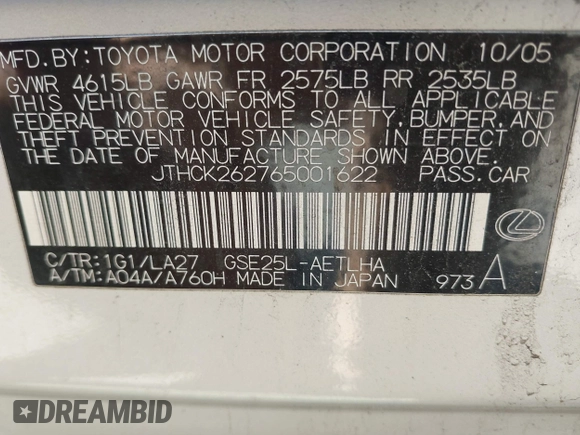 MFD.BY:TOYOTA MOTOR CORPORATION 10/05
GVWR 4615LB GAWR FR 2575LB RR 2535LB
THIS VEHICLE CONFORMS TO ALL APPLICABLE
FEDERAL MOTOR VEHICLE SAFETY,BUMPER,AND
THEFT PREVENTION STANDARDS IN EFFECT ON
THE DATE OF MANUFACTURE SHOWN ABOVE.
JTHCK262765001622 PASS.CAR
C/TR:1G1/LA27 GSE25L-AETLHA
A/TM:A04A/A760H MADE IN JAPAN 973 A
DREAMBID